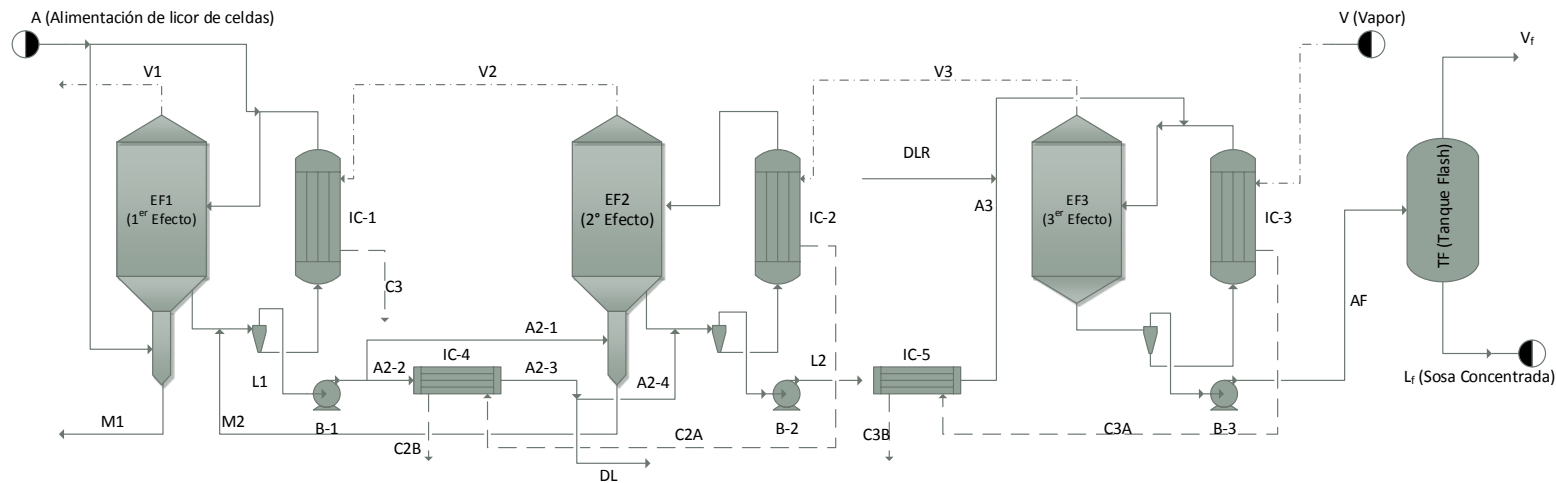 A (Alimentación de licor de celdas)
V (Vapor)
V1
V2
V3
Vf
EF1
(1er Efecto)
IC-1
EF2
(2° Efecto)
IC-2
DLR
A3
EF3
(3er Efecto)
IC-3
TF (Tanque Flash)
C3
A2-1
AF
L1
A2-2
IC-4
A2-3
A2-4
L2
IC-5
Lf (Sosa Concentrada)
M1
M2
B-1
C2A
B-2
C3A
B-3
C2B
C3B
DL